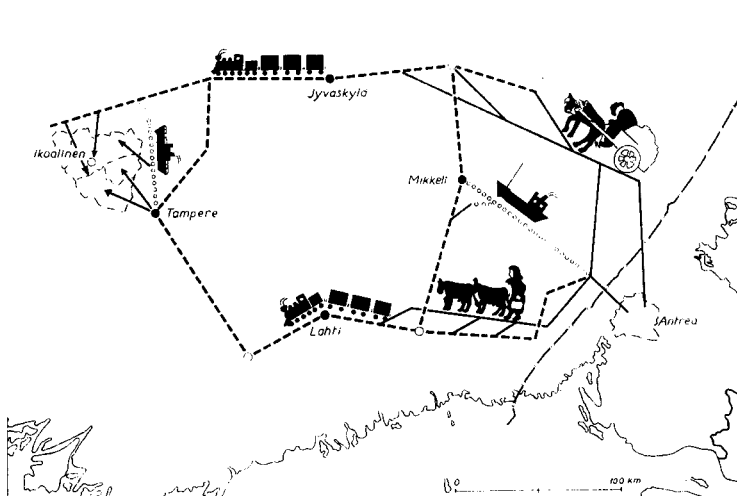 Jyväskylä
Ikaalinen
Mikkeli
Tampere
Lahti
Antrea
0
100 km